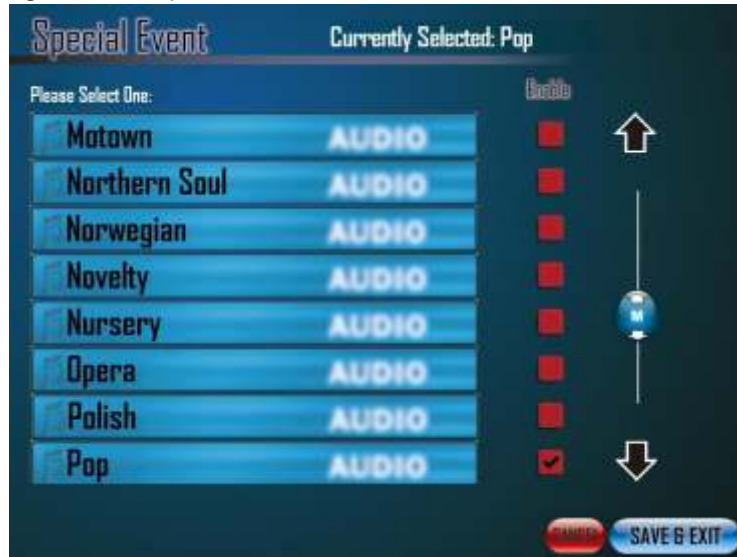 Special Event
Currently Selected: Pop
Please Select One:
Enable
Motown AUDIO
Northern Soul AUDIO
Norwegian AUDIO
Novelty AUDIO
M
Nursery AUDIO
Opera AUDIO
Polish AUDIO
Pop AUDIO
CANCEL
SAVE & EXIT